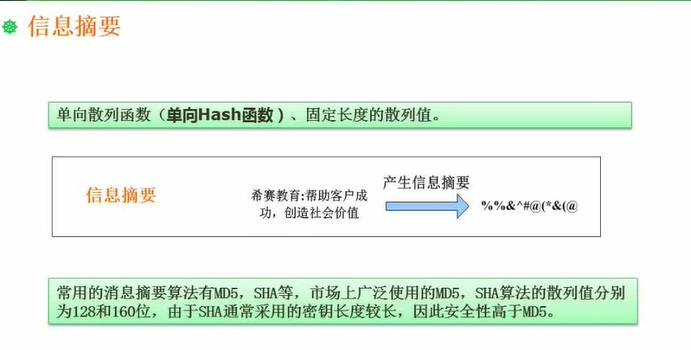 信息摘要
单向散列函数（单向Hash函数）、固定长度的散列值。
信息摘要
希赛教育:帮助客户成
功，创造社会价值
产生信息摘要
%%&^#@(*&(@
常用的消息摘要算法有MD5，SHA等，市场上广泛使用的MD5，SHA算法的散列值分别
为128和160位，由于SHA通常采用的密钥长度较长，因此安全性高于MD5。